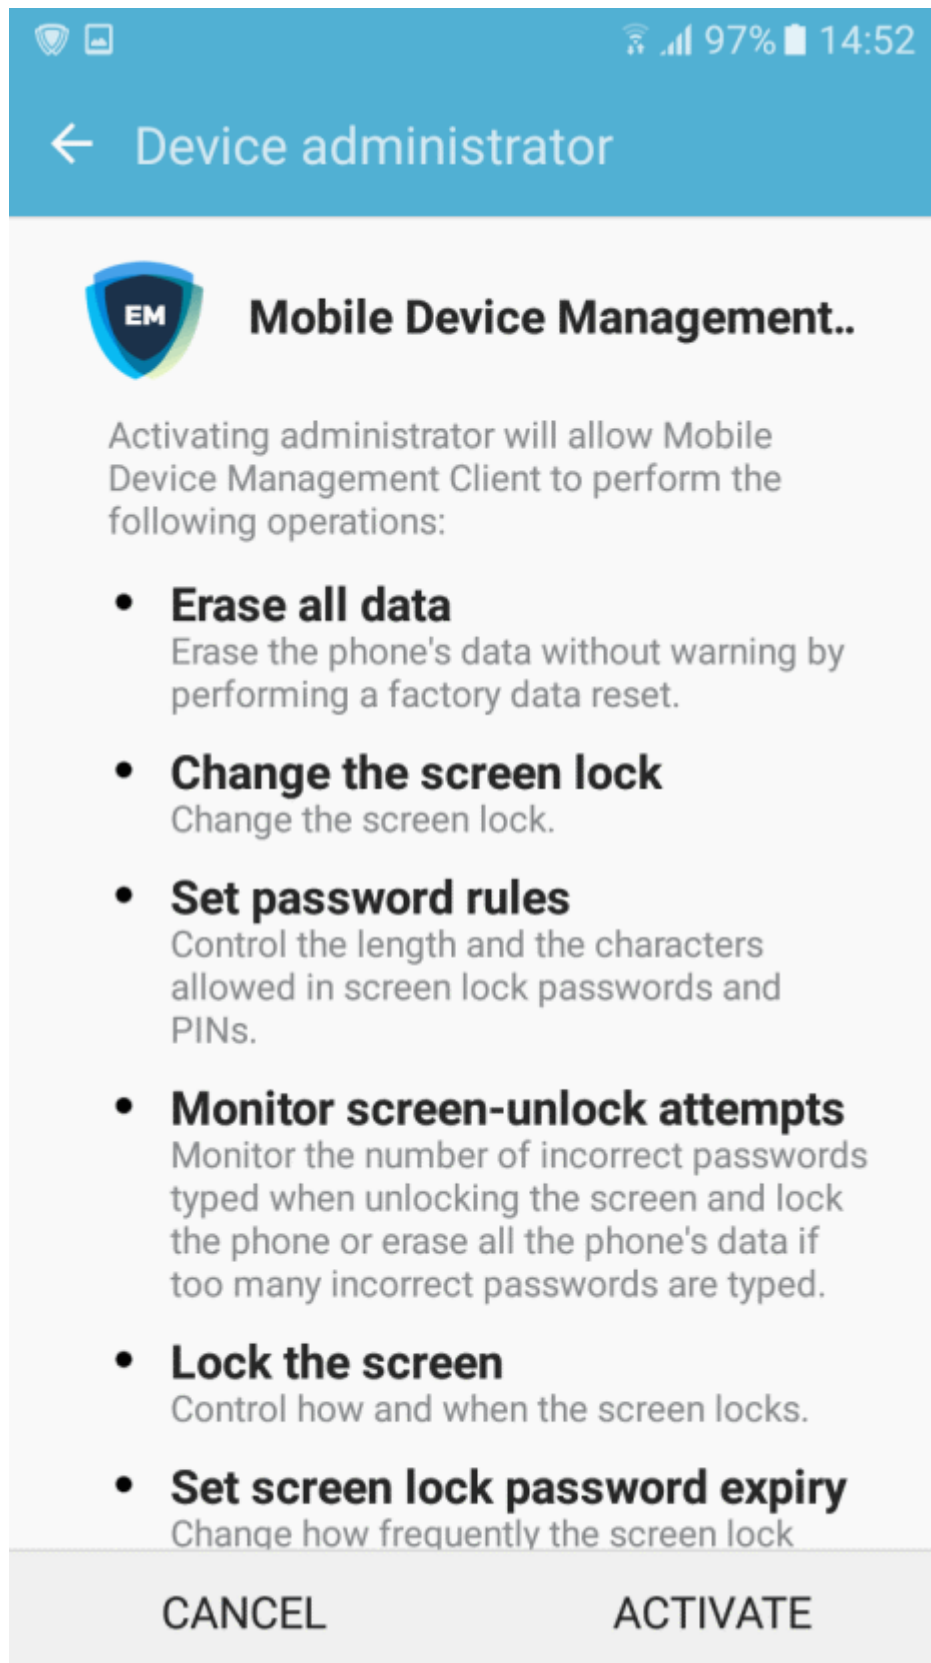 97% 14:52
Device administrator
EM
Mobile Device Management..
Activating administrator will allow Mobile
Device Management Client to perform the
following operations:
• Erase all data
Erase the phone's data without warning by
performing a factory data reset.
• Change the screen lock
Change the screen lock.
• Set password rules
Control the length and the characters
allowed in screen lock passwords and
PINs.
• Monitor screen-unlock attempts
Monitor the number of incorrect passwords
typed when unlocking the screen and lock
the phone or erase all the phone's data if
too many incorrect passwords are typed.
• Lock the screen
Control how and when the screen locks.
• Set screen lock password expiry
Change how frequently the screen lock
CANCEL ACTIVATE